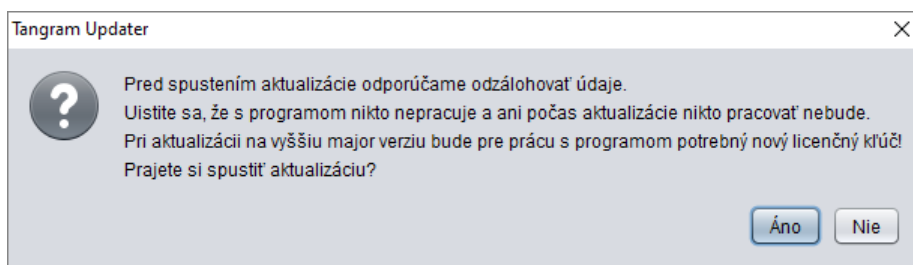 Tangram Updater
Pred spustením aktualizácie odporúčame odzálohovať údaje.
Uistite sa, že s programom nikto nepracuje a ani počas aktualizácie nikto pracovať nebude.
Pri aktualizácii na vyššiu major verziu bude pre prácu s programom potrebný nový licenčný kľúč!
Prajete si spustiť aktualizáciu?
Áno Nie